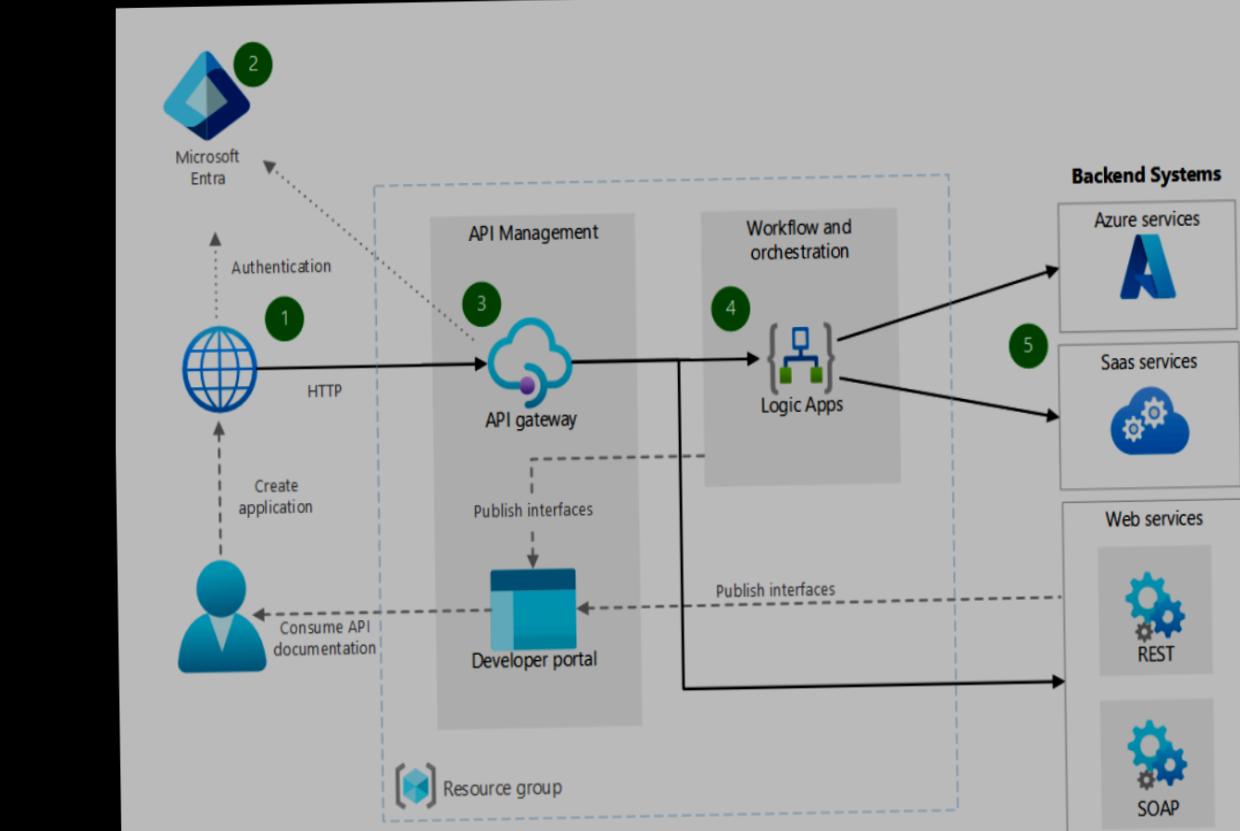 2
Microsoft
Entra
Authentication
1
HTTP
Create
application
Consume API
documentation
API Management
3
API gateway
Publish interfaces
Developer portal
Workflow and
orchestration
4
Logic Apps
Publish interfaces
Resource group
Backend Systems
Azure services
5
Saas services
Web services
REST
SOAP